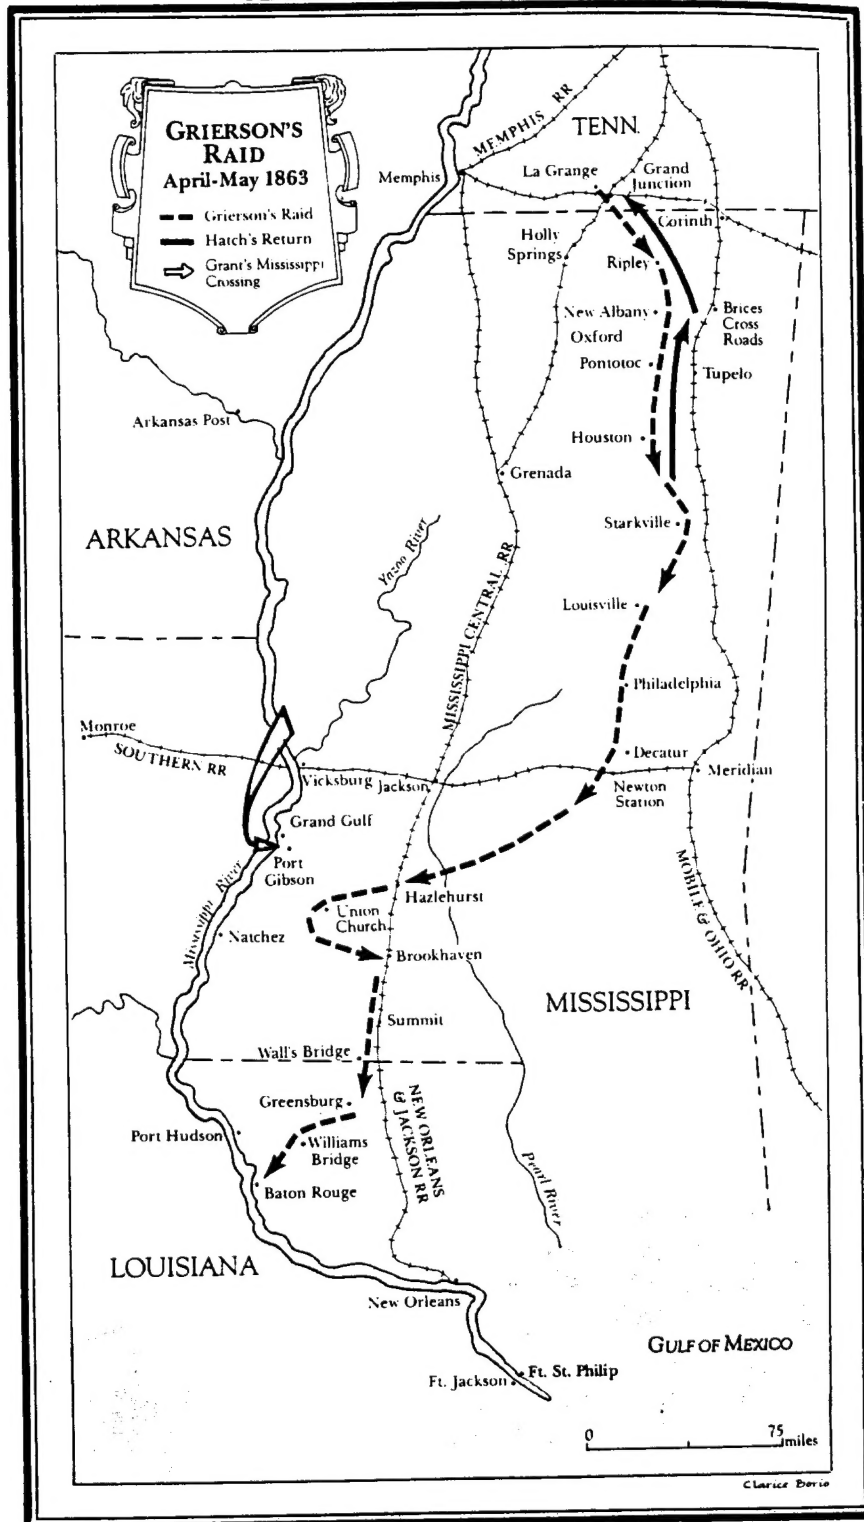 GRIERSON'S
RAID
April-May 1863
Grierson's Raid
Hatch's Return
Grant's Mississippi
Crossing
MEMPHIS RR
TENN.
Memphis
La Grange
Grand
Junction
Corinth
Holly
Springs
Ripley
New Albany
Brices
Cross
Roads
Oxford
Pontotoc
Tupelo
Arkansas Post
Houston
Grenada
ARKANSAS
Starkville
Yazoo River
MISSISSIPPI CENTRAL RR
Louisville
Philadelphia
Monroe
SOUTHERN RR
Decatur
Vicksburg
Jackson
Meridian
Newton
Station
Grand Gulf
Port
Gibson
Mississippi River
Hazlehurst
Union
Church
MOBILE & OHIO RR
Natchez
Brookhaven
MISSISSIPPI
Summit
Wall's Bridge
Greensburg
NEW ORLEANS
& JACKSON RR
Port Hudson
Williams
Bridge
Pearl River
Baton Rouge
LOUISIANA
New Orleans
GULF OF MEXICO
Ft. St. Philip
Ft. Jackson
0 75
miles
Clarice Borio